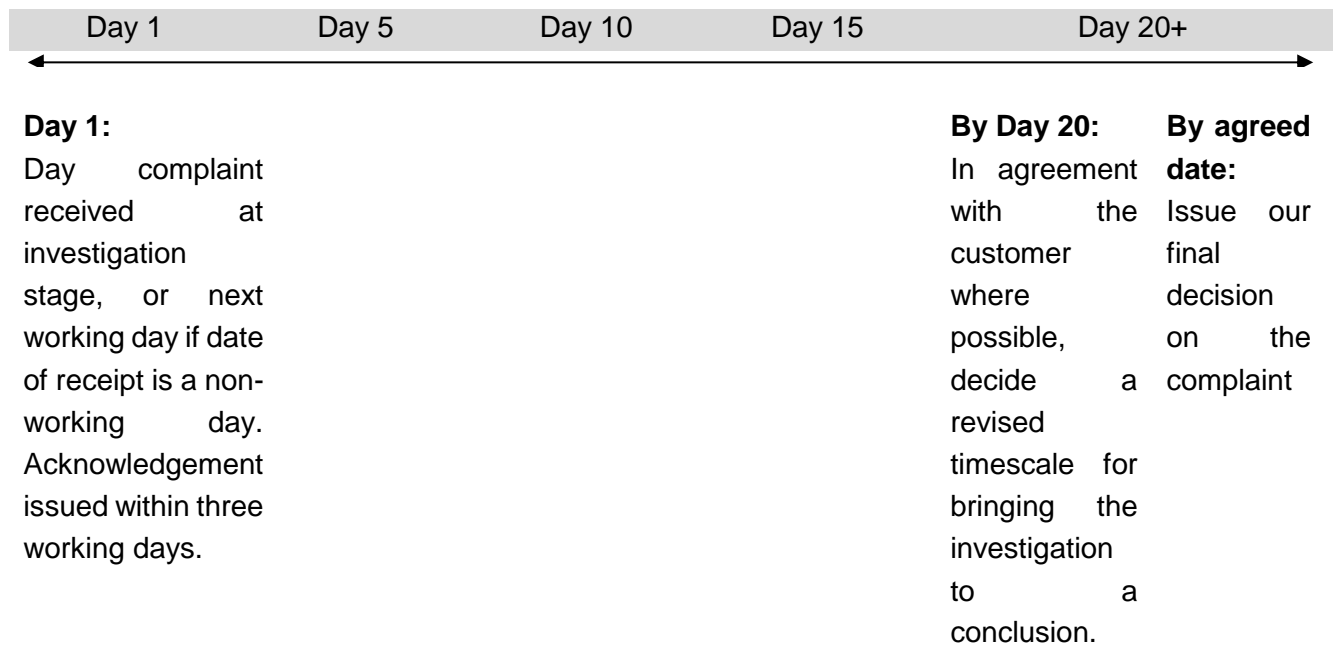 Day 1 Day 5 Day 10 Day 15 Day 20+
Day 1:
Day complaint
received at
investigation
stage, or next
working day if date
of receipt is a non-
working day.
Acknowledgement
issued within three
working days.
By Day 20:
In agreement
with the
customer
where
possible,
decide a
revised
timescale for
bringing the
investigation
to a
conclusion.
By agreed
date:
Issue our
final
decision
on the
complaint